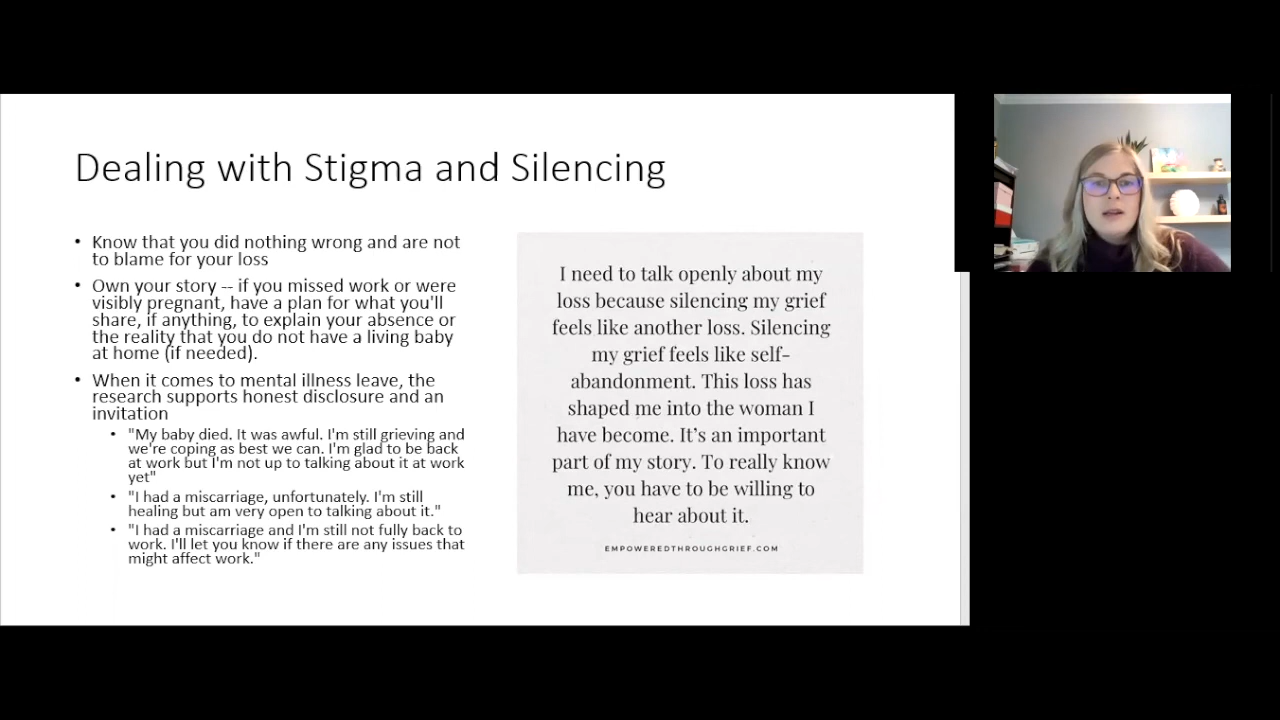 Dealing with Stigma and Silencing
• Know that you did nothing wrong and are not
to blame for your loss
• Own your story -- if you missed work or were
visibly pregnant, have a plan for what you'll
share, if anything, to explain your absence or
the reality that you do not have a living baby
at home (if needed).
• When it comes to mental illness leave, the
research supports honest disclosure and an
invitation
• "My baby died. It was awful. I'm still grieving and
we're coping as best we can. I'm glad to be back
at work but I'm not up to talking about it at work
yet"
• "I had a miscarriage, unfortunately. I'm still
healing but am very open to talking about it."
• "I had a miscarriage and I'm still not fully back to
work. I'll let you know if there are any issues that
might affect work."
I need to talk openly about my
loss because silencing my grief
feels like another loss. Silencing
my grief feels like self-
abandonment. This loss has
shaped me into the woman I
have become. It’s an important
part of my story. To really know
me, you have to be willing to
hear about it.
EMPOWEREDTHROUGHGRIEF.COM